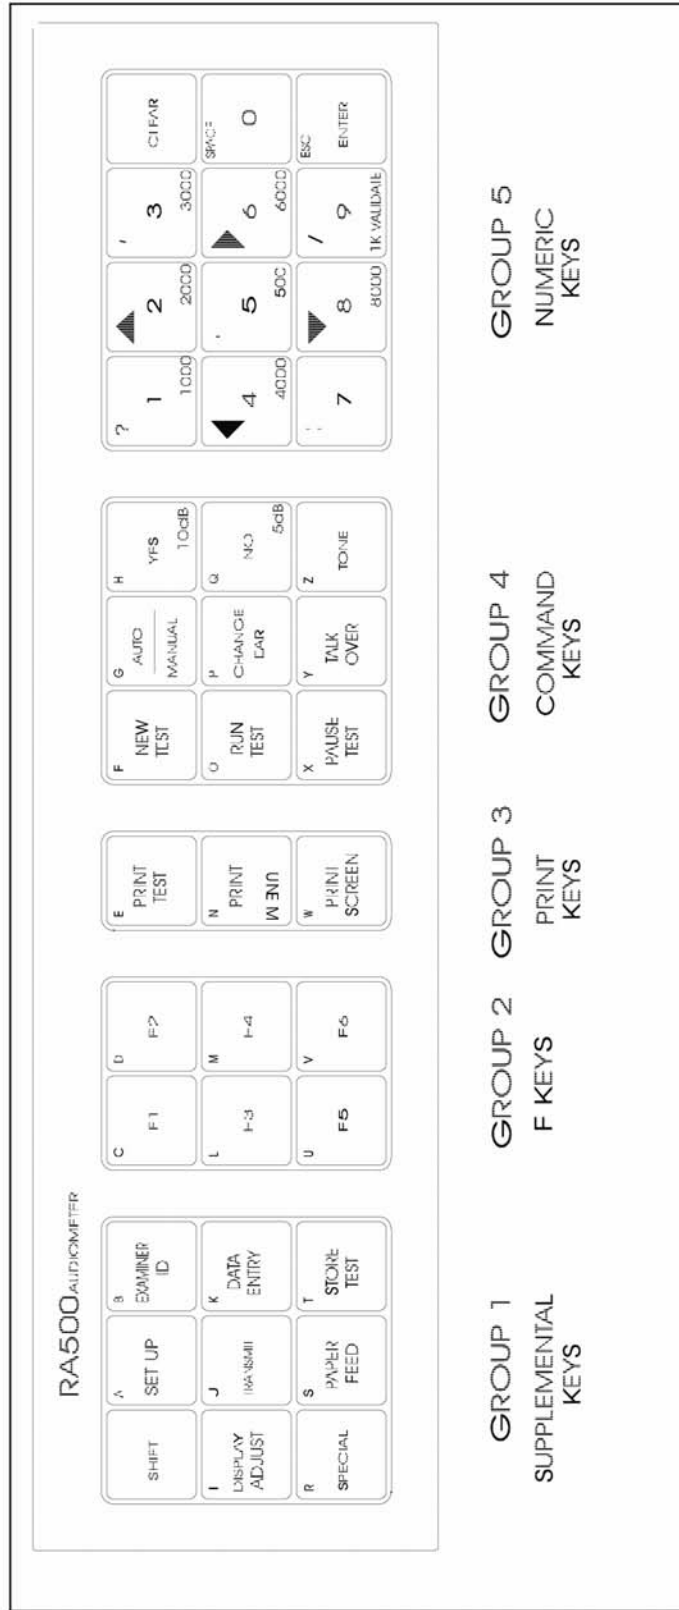 RA500 AUDIOMETER
SHIFT
A
SET UP
B
EXAMINER
ID
I
DISPLAY
ADJUST
J
TRANSMIT
K
DATA
ENTRY
R
SPECIAL
S
PAPER
FEED
T
STORE
TEST
GROUP 1
SUPPLEMENTAL
KEYS
C
F1
D
F2
L
F3
M
F4
U
F5
V
F6
GROUP 2
F KEYS
E
PRINT
TEST
N
PRINT
W
PRINT
SCREEN
GROUP 3
PRINT
KEYS
F
NEW
TEST
G
AUTO
MANUAL
H
YES
10dB
O
RUN
TEST
P
CHANGE
EAR
Q
NO
5dB
X
PAUSE
TEST
Y
TALK
OVER
Z
TONE
GROUP 4
COMMAND
KEYS
?
1
1000
2
2000
3
3000
CLEAR
4
4000
5
500
6
6000
SPACE
0
:
7
8
8000
/
9
1K VALIDATE
ESC
ENTER
GROUP 5
NUMERIC
KEYS